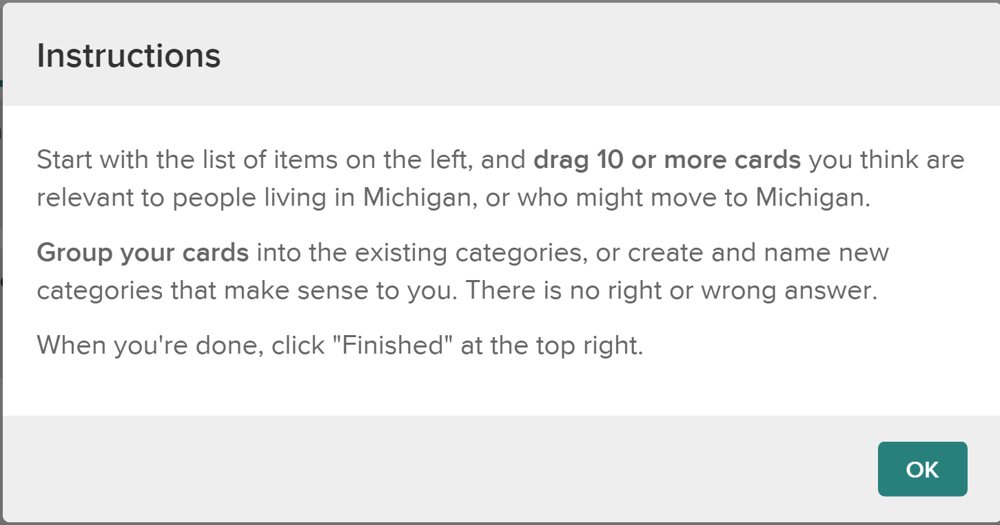 Instructions
Start with the list of items on the left, and drag 10 or more cards you think are
relevant to people living in Michigan, or who might move to Michigan.
Group your cards into the existing categories, or create and name new
categories that make sense to you. There is no right or wrong answer.
When you're done, click "Finished" at the top right.
OK